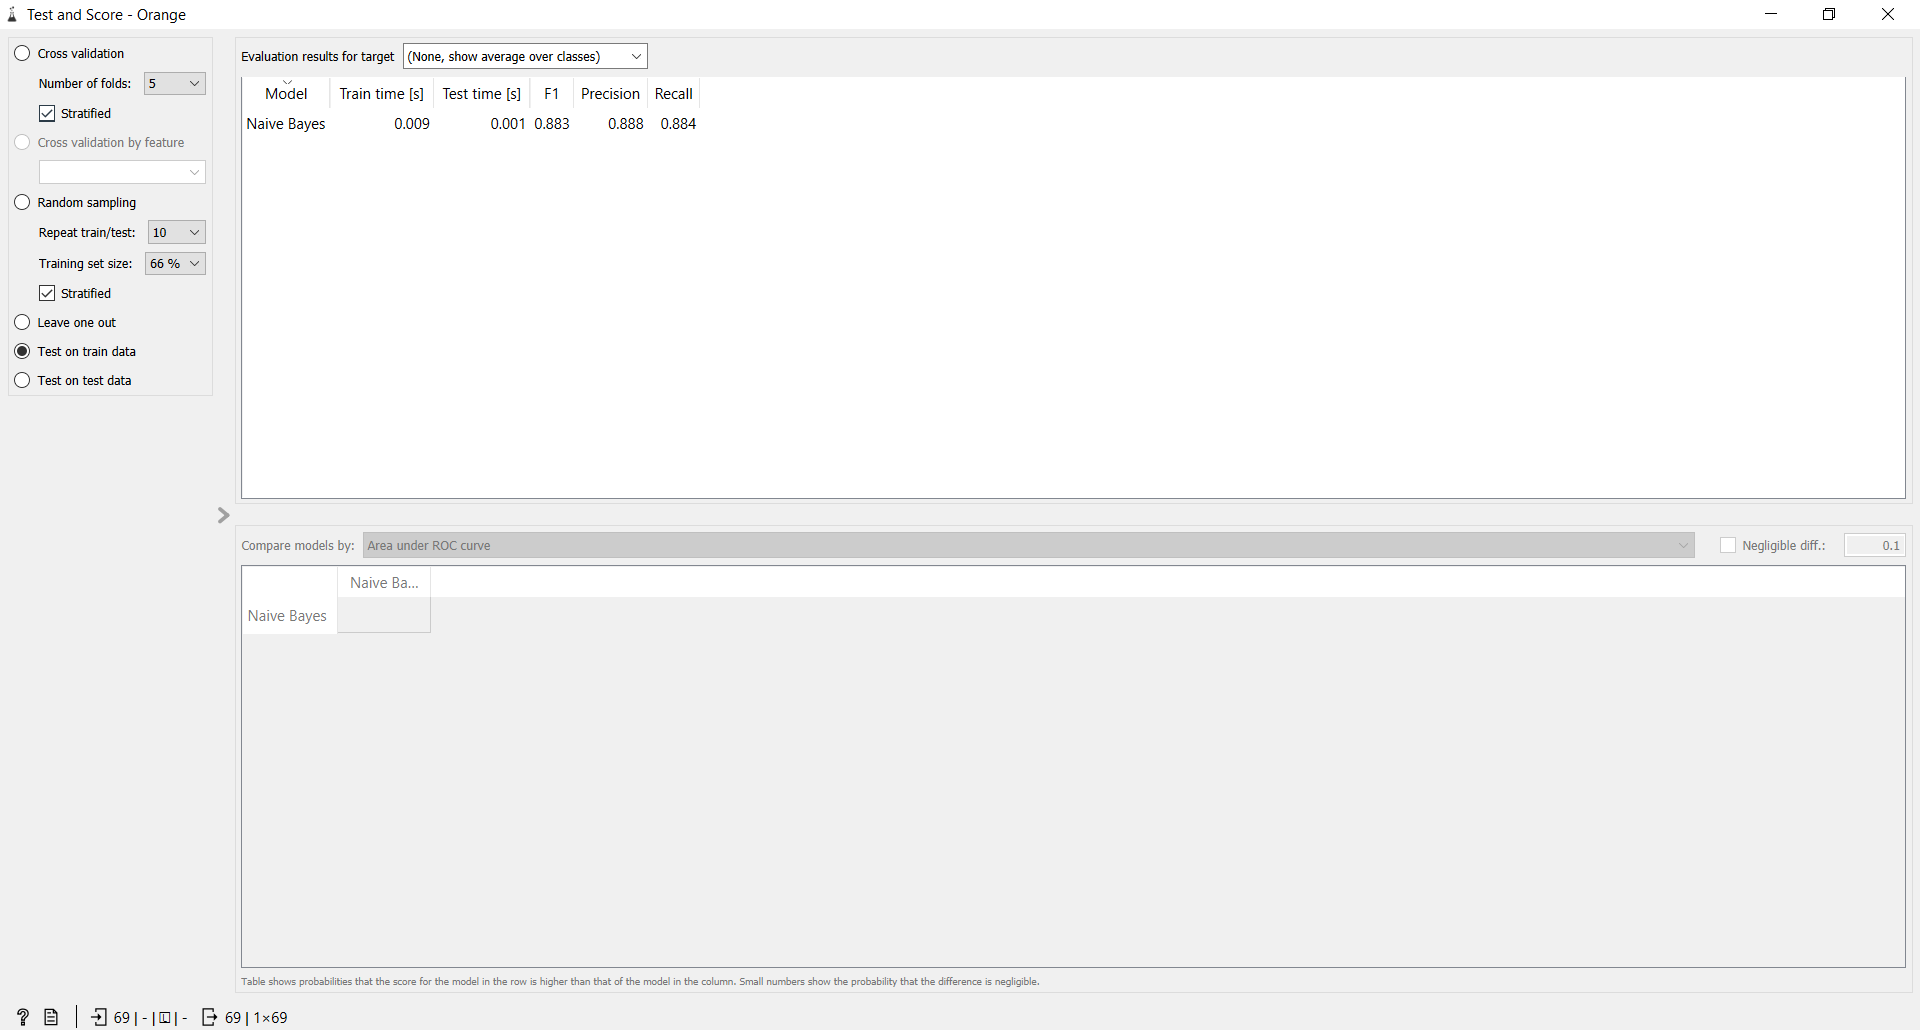 Test and Score - Orange
Cross validation
Number of folds: 5
Stratified
Cross validation by feature
Random sampling
Repeat train/test: 10
Training set size: 66 %
Stratified
Leave one out
Test on train data
Test on test data
Evaluation results for target (None, show average over classes)
Model Train time [s] Test time [s] F1 Precision Recall
Naive Bayes 0.009 0.001 0.883 0.888 0.884
Compare models by: Area under ROC curve Negligible diff.: 0.1
Naive Ba...
Naive Bayes
Table shows probabilities that the score for the model in the row is higher than that of the model in the column. Small numbers show the probability that the difference is negligible.
? 69 | - | | - 69 | 1×69